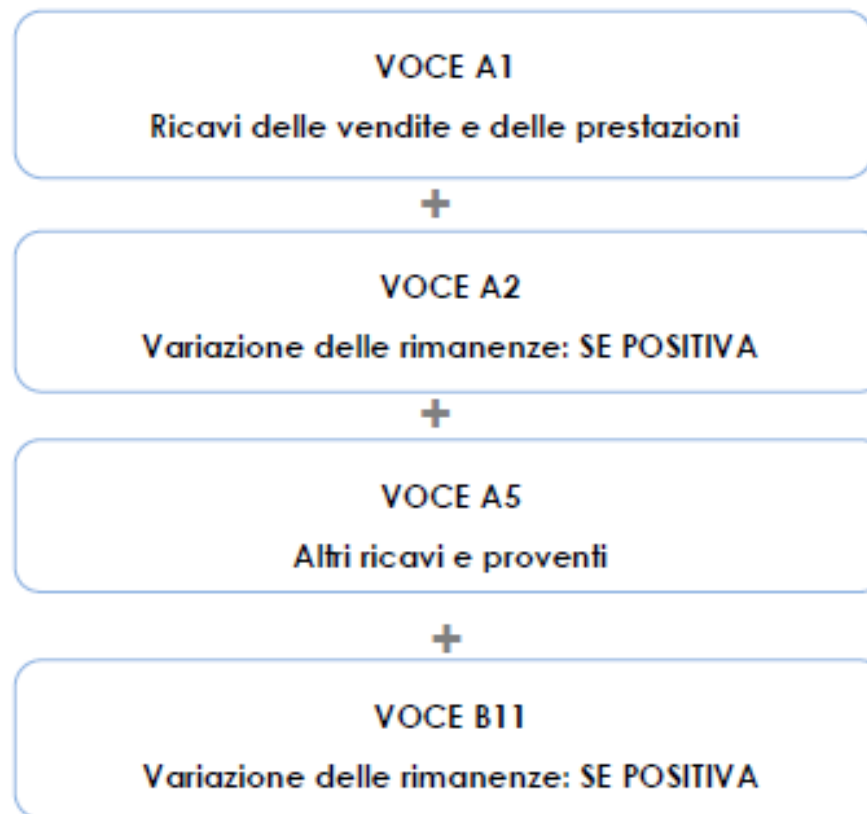 VOCE A1
Ricavi delle vendite e delle prestazioni
+
VOCE A2
Variazione delle rimanenze: SE POSITIVA
+
VOCE A5
Altri ricavi e proventi
+
VOCE B11
Variazione delle rimanenze: SE POSITIVA